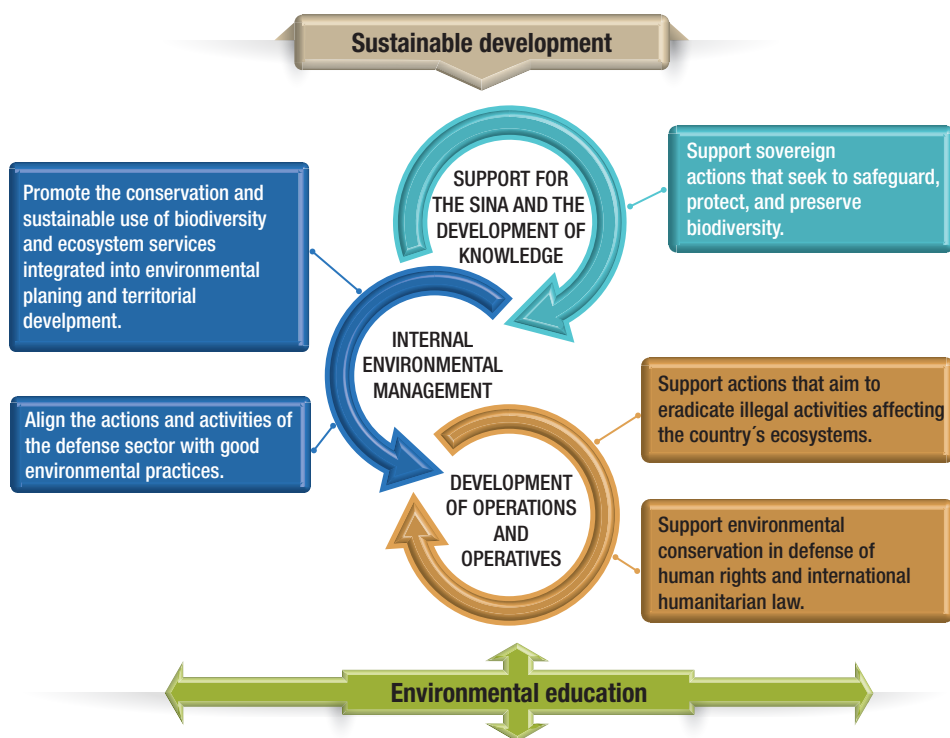 Sustainable development
SUPPORT FOR
THE SINA AND THE
DEVELOPMENT OF
KNOWLEDGE
Support sovereign
actions that seek to safeguard,
protect, and preserve
biodiversity.
Promote the conservation and
sustainable use of biodiversity
and ecosystem services
integrated into environmental
planing and territorial
develpment.
INTERNAL
ENVIRONMENTAL
MANAGEMENT
Align the actions and activities of
the defense sector with good
environmental practices.
Support actions that aim to
eradicate illegal activities affecting
the country´s ecosystems.
DEVELOPMENT
OF OPERATIONS
AND
OPERATIVES
Support environmental
conservation in defense of
human rights and international
humanitarian law.
Environmental education